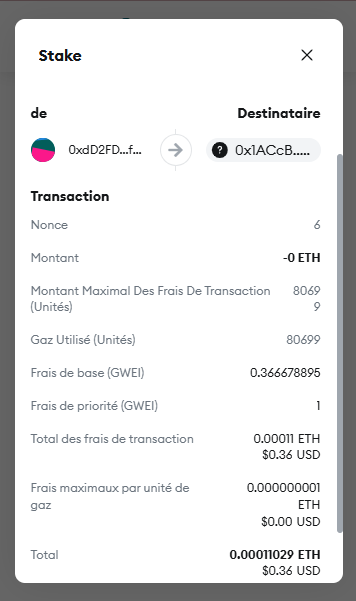 Stake
de Destinataire
0xdD2FD...f... 0x1ACcB.....
Transaction
Nonce 6
Montant -0 ETH
Montant Maximal Des Frais De Transaction 8069
(Unités) 9
Gaz Utilisé (Unités) 80699
Frais de base (GWEI) 0.366678895
Frais de priorité (GWEI) 1
Total des frais de transaction 0.00011 ETH
$0.36 USD
Frais maximaux par unité de 0.000000001
gaz ETH
$0.00 USD
Total 0.00011029 ETH
$0.36 USD